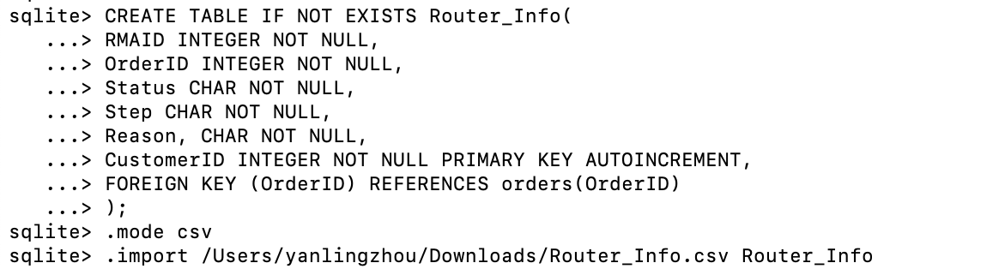 sqlite> CREATE TABLE IF NOT EXISTS Router_Info(
   ...> RMAID INTEGER NOT NULL,
   ...> OrderID INTEGER NOT NULL,
   ...> Status CHAR NOT NULL,
   ...> Step CHAR NOT NULL,
   ...> Reason, CHAR NOT NULL,
   ...> CustomerID INTEGER NOT NULL PRIMARY KEY AUTOINCREMENT,
   ...> FOREIGN KEY (OrderID) REFERENCES orders(OrderID)
   ...> );
sqlite> .mode csv
sqlite> .import /Users/yanlingzhou/Downloads/Router_Info.csv Router_Info